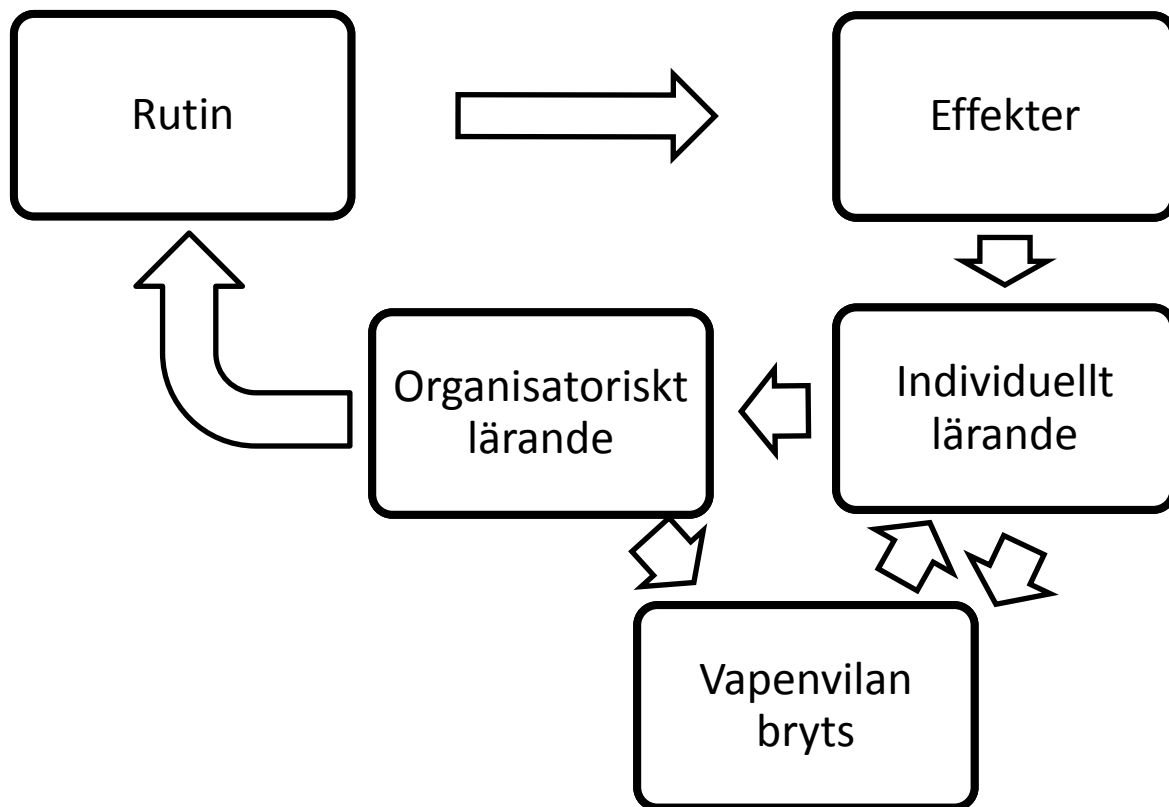 Rutin
Effekter
Organisatoriskt
lärande
Individuellt
lärande
Vapenvilan
bryts